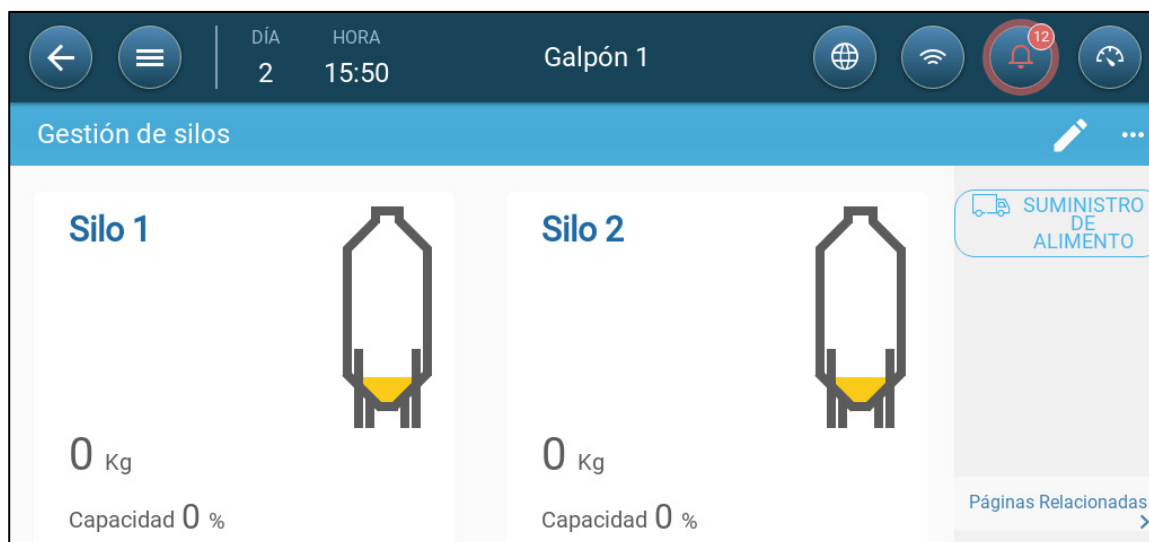 DÍA
2
HORA
15:50
Galpón 1
12
Gestión de silos
Silo 1
0 Kg
Capacidad 0 %
Silo 2
0 Kg
Capacidad 0 %
SUMINISTRO
DE
ALIMENTO
Páginas Relacionadas